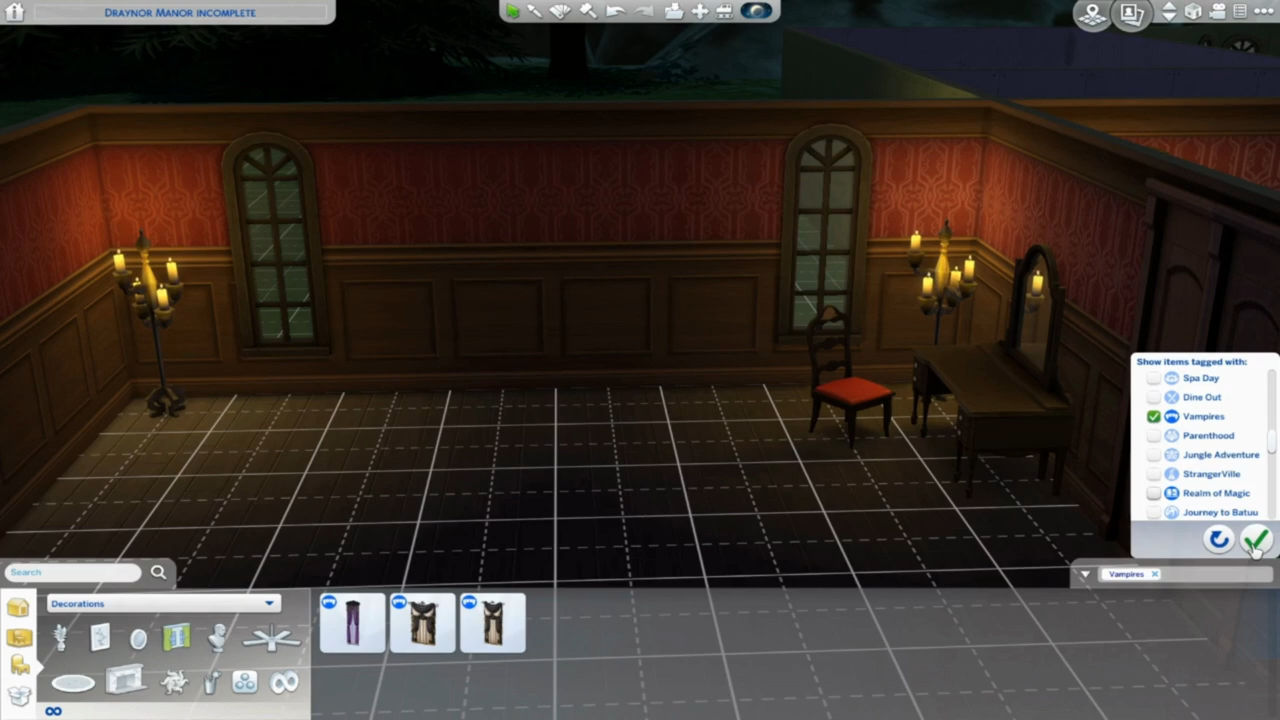 DRAYNOR MANOR INCOMPLETE
Show items tagged with:
Spa Day
Dine Out
Vampires
Parenthood
Jungle Adventure
StrangerVille
Realm of Magic
Journey to Batuu
Search
Vampires
Decorations